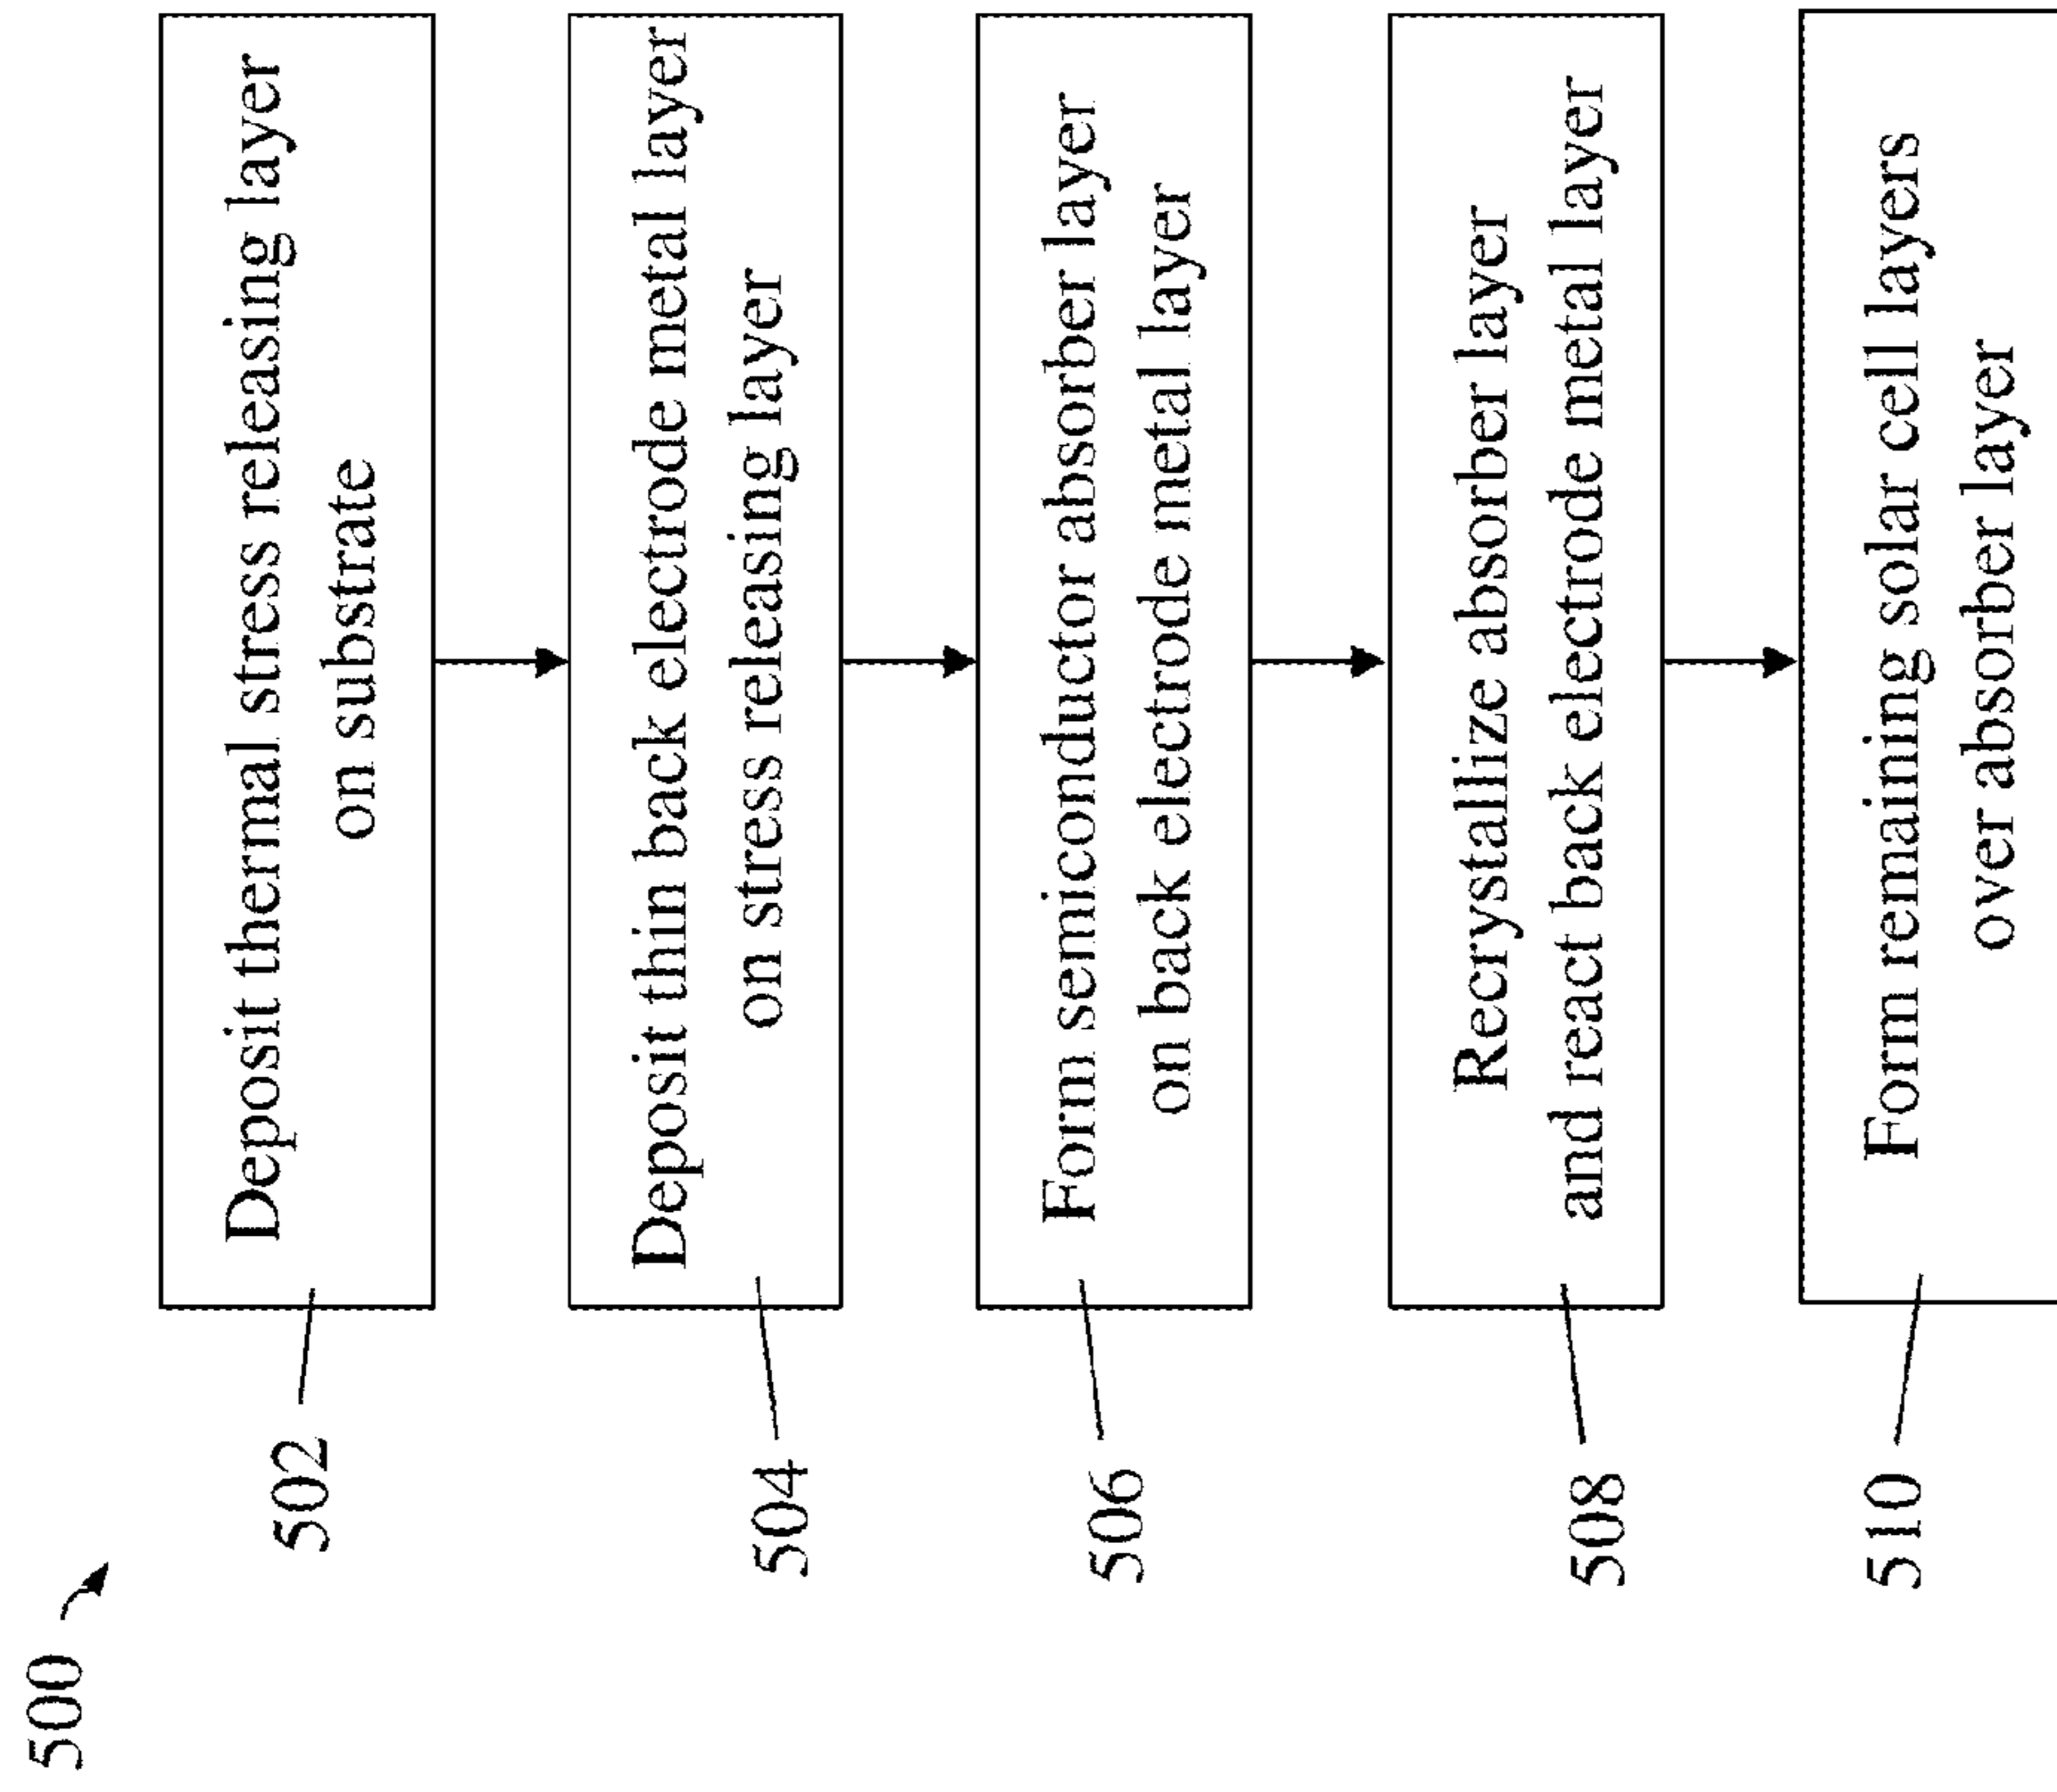 500
502
Deposit thermal stress releasing layer
on substrate
504
Deposit thin back electrode metal layer
on stress releasing layer
506
Form semiconductor absorber layer
on back electrode metal layer
508
Recrystallize absorber layer
and react back electrode metal layer
510
Form remaining solar cell layers
over absorber layer